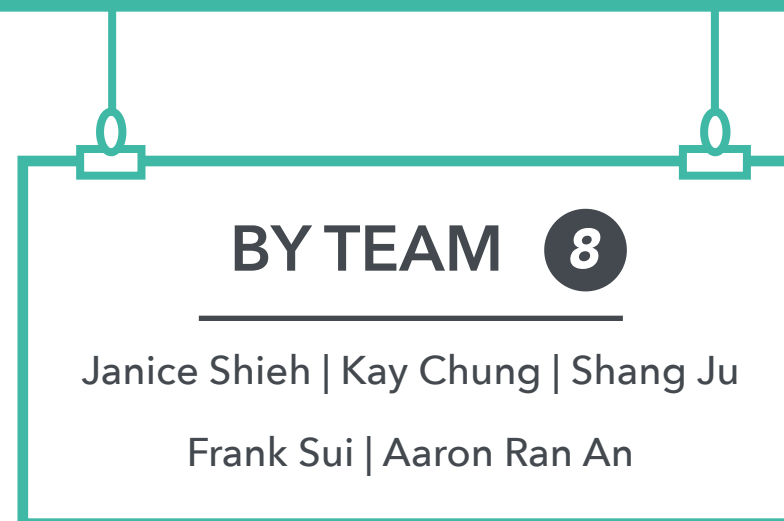 BY TEAM 8
Janice Shieh | Kay Chung | Shang Ju
Frank Sui | Aaron Ran An